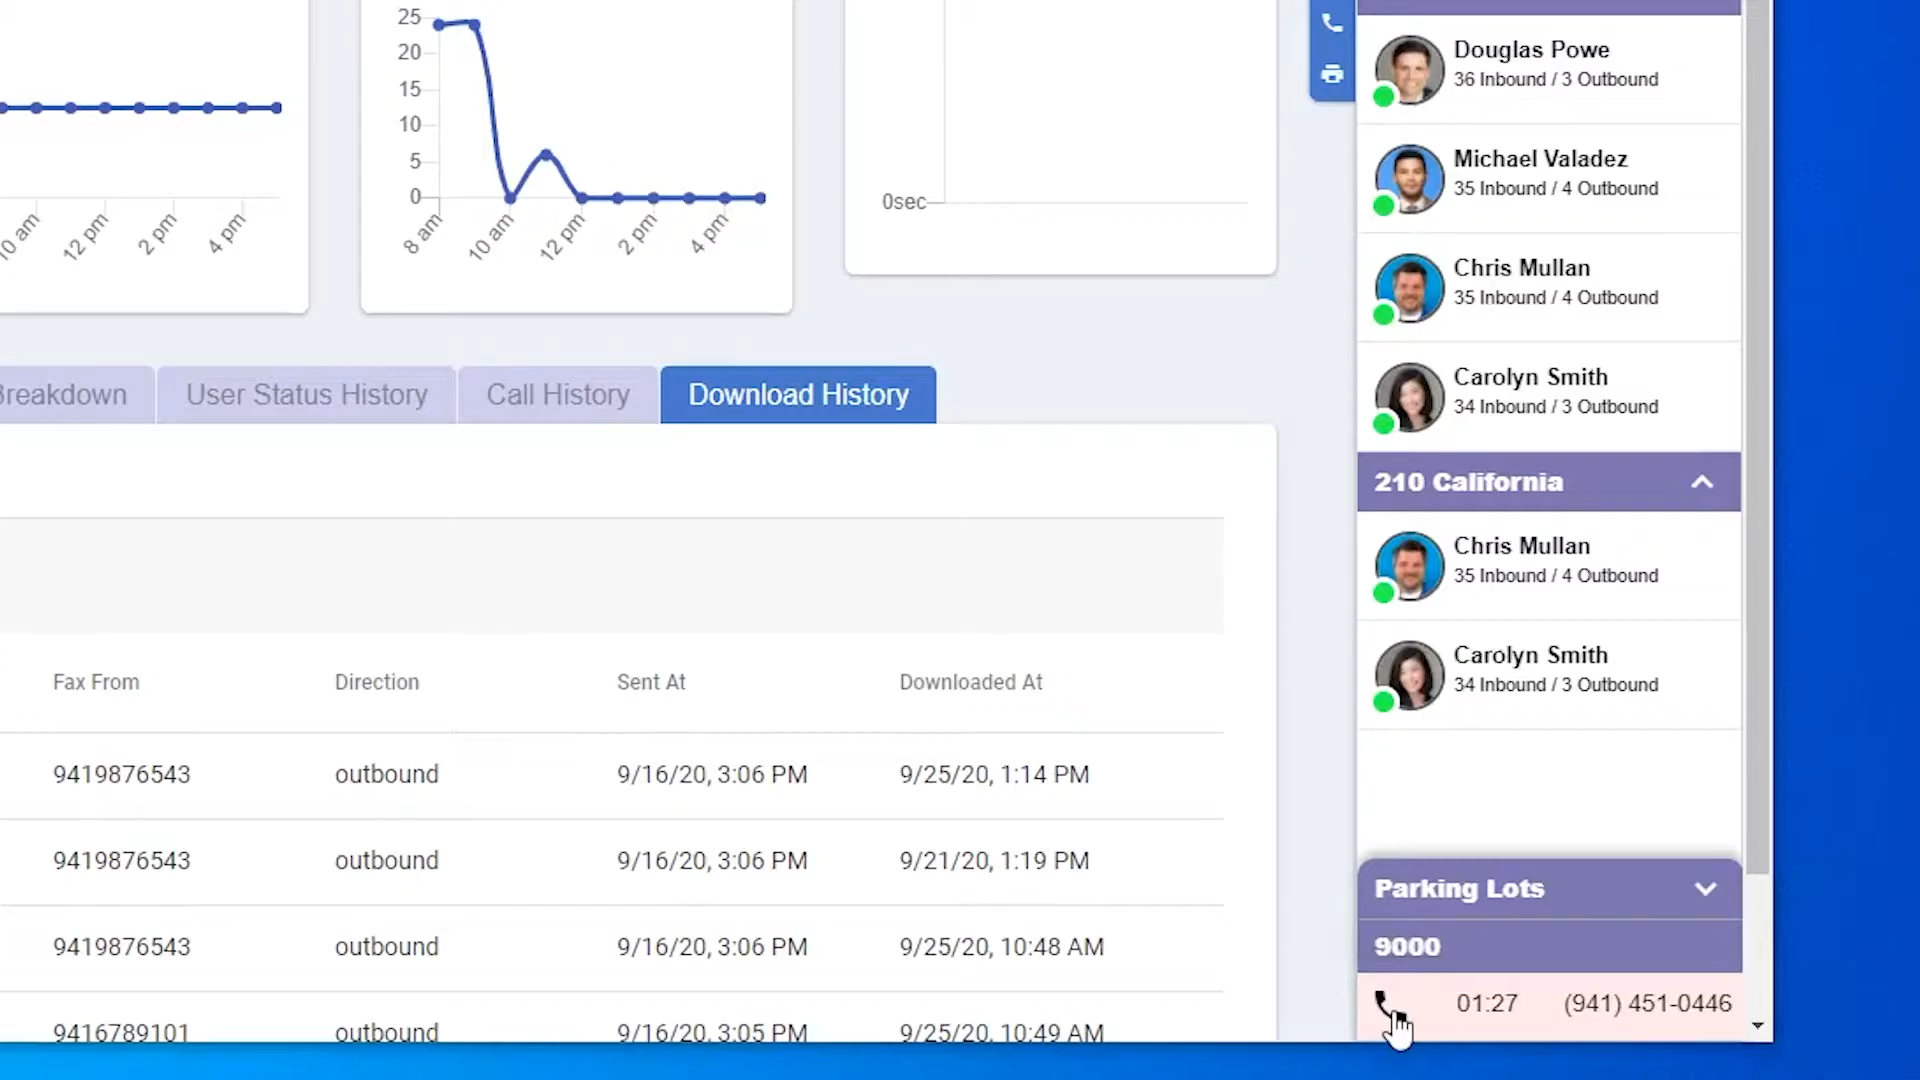 25
20
15
10
5
0
8 am
10 am
12 pm
2 pm
4 pm
10 am
12 pm
2 pm
4 pm
0sec
Breakdown
User Status History
Call History
Download History
Fax From Direction Sent At Downloaded At
9419876543 outbound 9/16/20, 3:06 PM 9/25/20, 1:14 PM
9419876543 outbound 9/16/20, 3:06 PM 9/21/20, 1:19 PM
9419876543 outbound 9/16/20, 3:06 PM 9/25/20, 10:48 AM
9416789101 outbound 9/16/20, 3:05 PM 9/25/20, 10:49 AM
Douglas Powe
36 Inbound / 3 Outbound
Michael Valadez
35 Inbound / 4 Outbound
Chris Mullan
35 Inbound / 4 Outbound
Carolyn Smith
34 Inbound / 3 Outbound
210 California
Chris Mullan
35 Inbound / 4 Outbound
Carolyn Smith
34 Inbound / 3 Outbound
Parking Lots
9000
01:27 (941) 451-0446